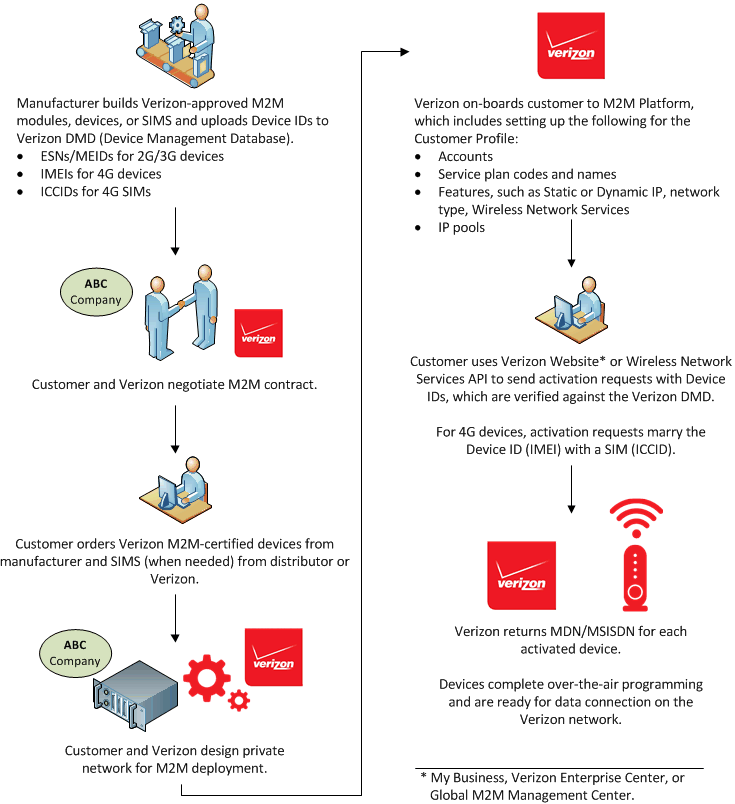 Manufacturer builds Verizon-approved M2M
modules, devices, or SIMS and uploads Device IDs to
Verizon DMD (Device Management Database).
• ESNs/MEIDs for 2G/3G devices
• IMEIs for 4G devices
• ICCIDs for 4G SIMs
ABC
Company
verizon
Customer and Verizon negotiate M2M contract.
Customer orders Verizon M2M-certified devices from
manufacturer and SIMS (when needed) from distributor or
Verizon.
ABC
Company
verizon
Customer and Verizon design private
network for M2M deployment.
verizon
Verizon on-boards customer to M2M Platform,
which includes setting up the following for the
Customer Profile:
• Accounts
• Service plan codes and names
• Features, such as Static or Dynamic IP, network
type, Wireless Network Services
• IP pools
Customer uses Verizon Website* or Wireless Network
Services API to send activation requests with Device
IDs, which are verified against the Verizon DMD.
For 4G devices, activation requests marry the
Device ID (IMEI) with a SIM (ICCID).
verizon
Verizon returns MDN/MSISDN for each
activated device.
Devices complete over-the-air programming
and are ready for data connection on the
Verizon network.
* My Business, Verizon Enterprise Center, or
Global M2M Management Center.